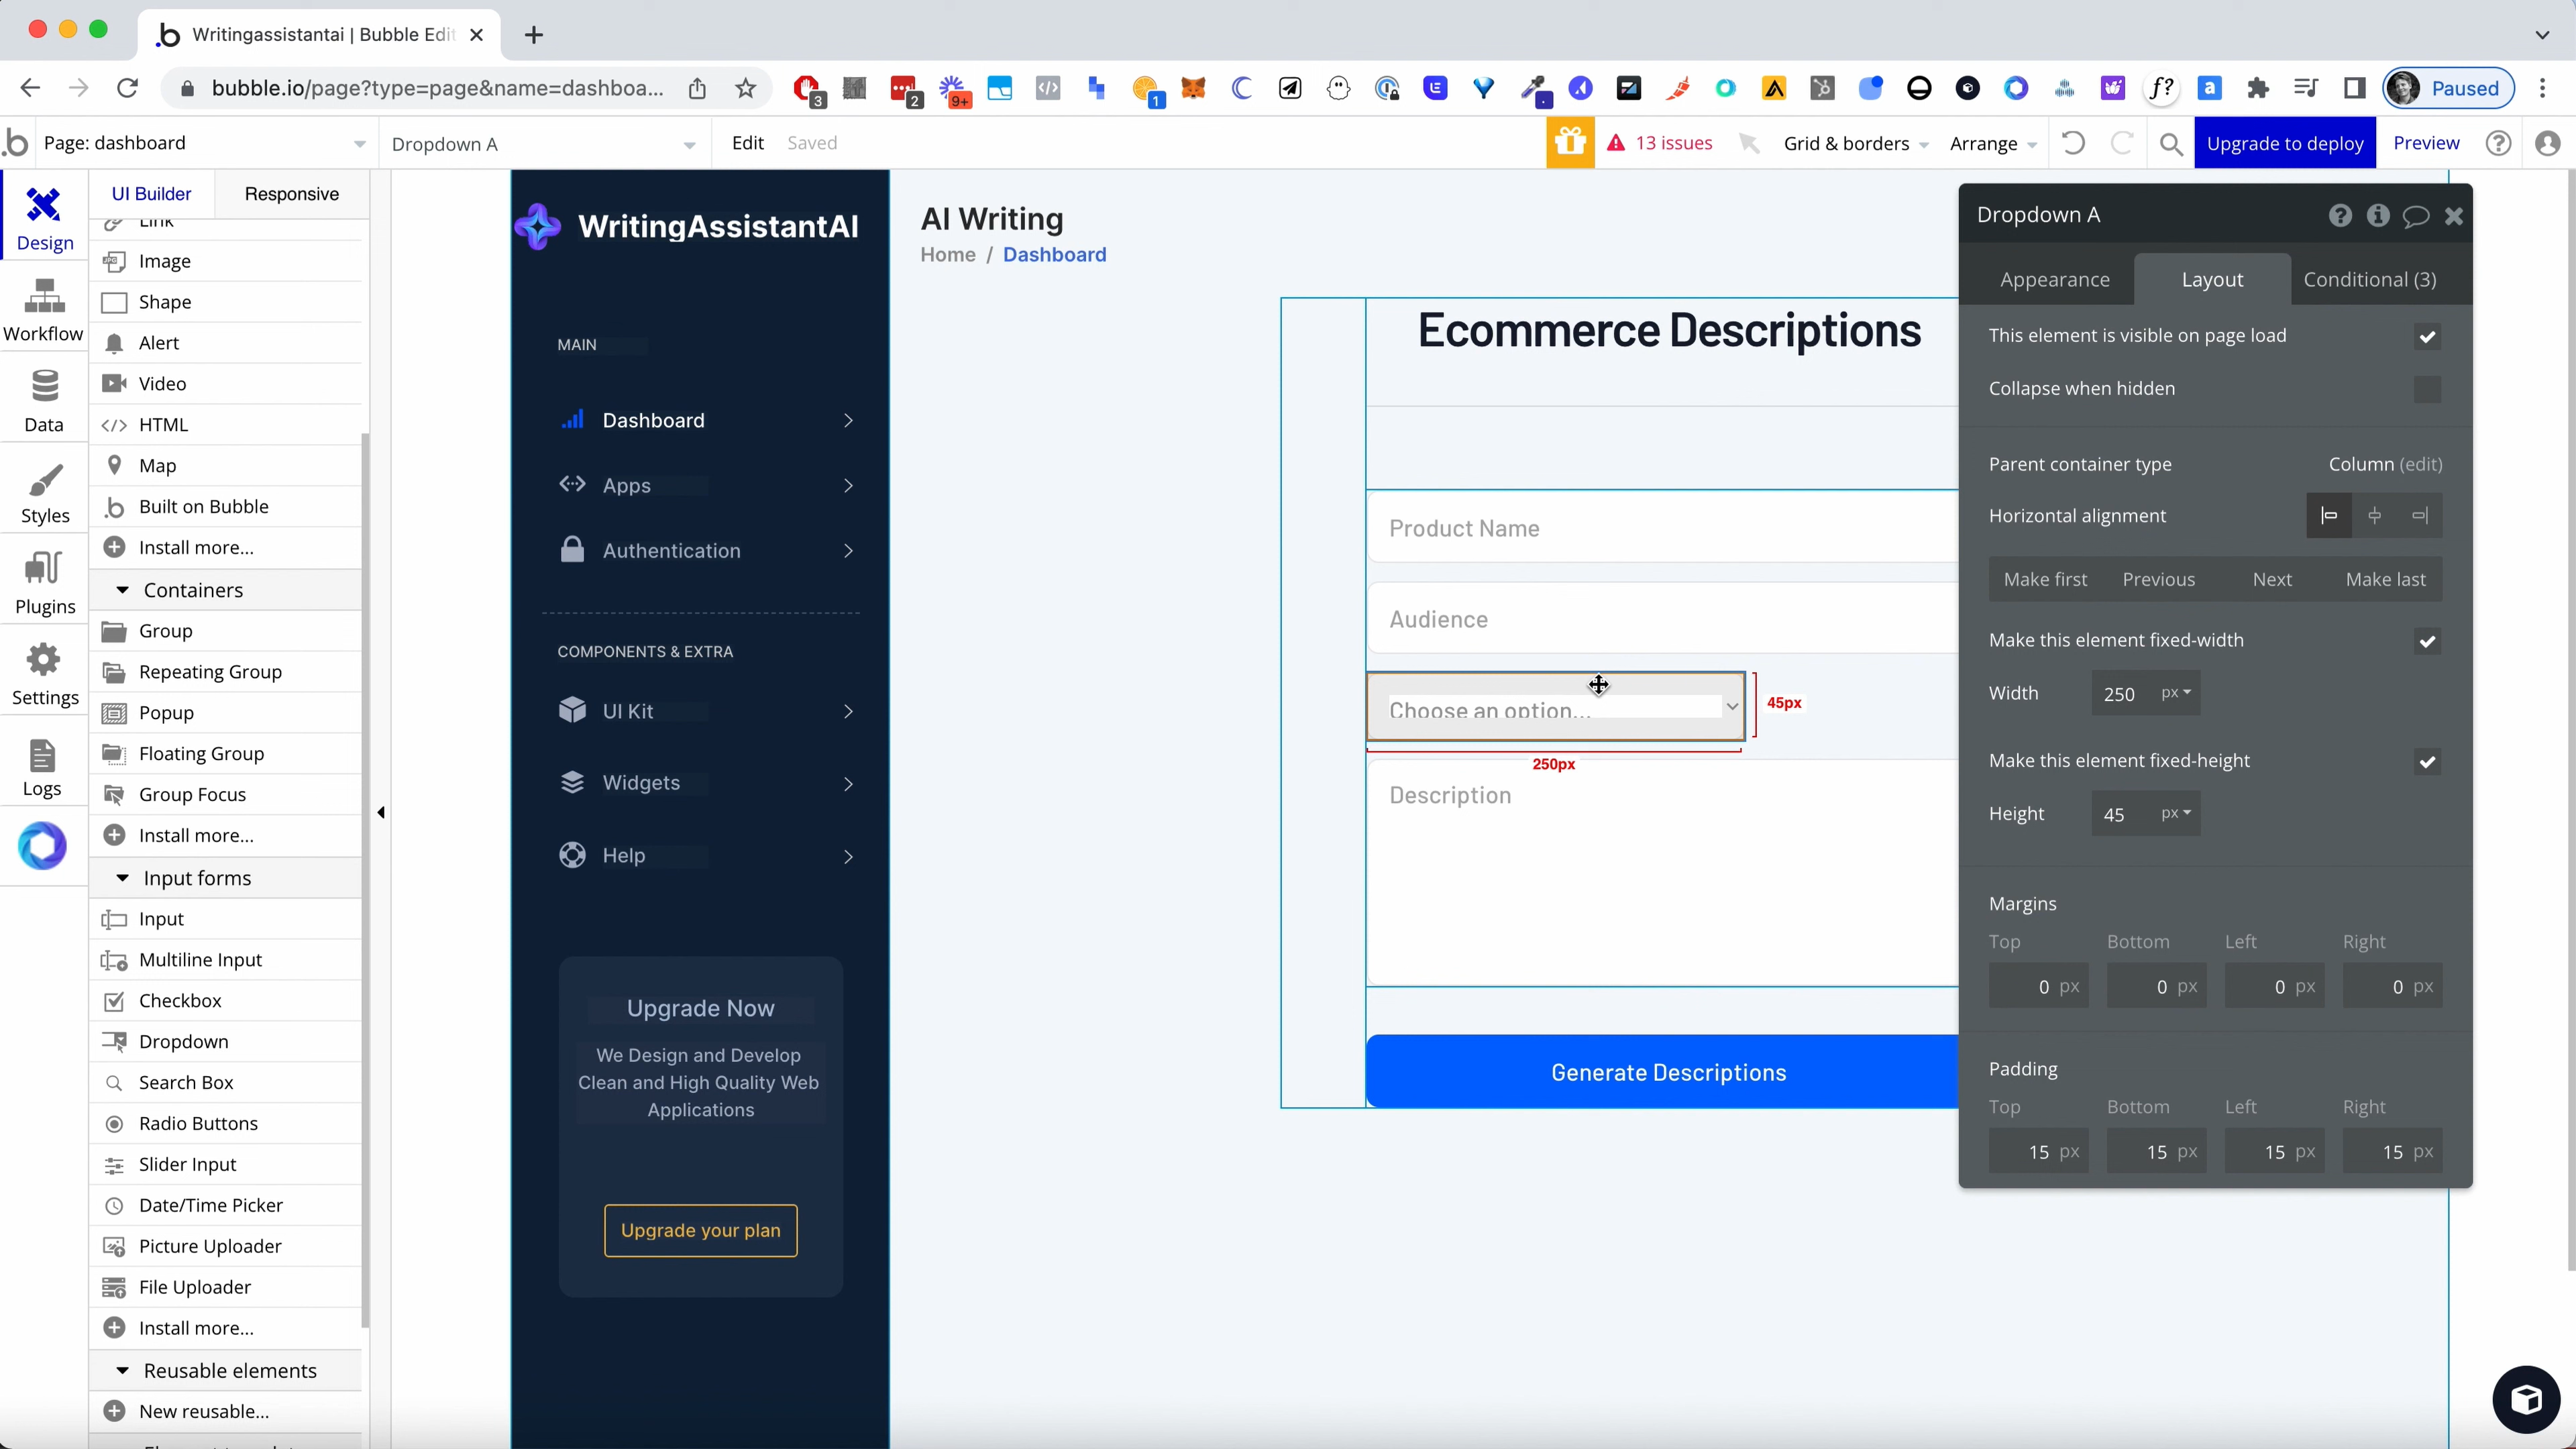 Writingassistantai | Bubble Edit
bubble.io/page?type=page&name=dashboa...
3
2
9+
1
f?
a
Paused
Page: dashboard
Dropdown A
Edit
Saved
13 issues
Grid & borders
Arrange
Upgrade to deploy
Preview
Design
Workflow
Data
Styles
Plugins
Settings
Logs
UI Builder
Responsive
Link
Image
Shape
Alert
Video
</> HTML
Map
Built on Bubble
Install more...
Containers
Group
Repeating Group
Popup
Floating Group
Group Focus
Install more...
Input forms
Input
Multiline Input
Checkbox
Dropdown
Search Box
Radio Buttons
Slider Input
Date/Time Picker
Picture Uploader
File Uploader
Install more...
Reusable elements
New reusable...
WritingAssistantAI
MAIN
Dashboard
Apps
Authentication
COMPONENTS & EXTRA
UI Kit
Widgets
Help
Upgrade Now
We Design and Develop
Clean and High Quality Web
Applications
Upgrade your plan
AI Writing
Home / Dashboard
Ecommerce Descriptions
Product Name
Audience
Choose an option...
45px
250px
Description
Generate Descriptions
Dropdown A
Appearance
Layout
Conditional (3)
This element is visible on page load
Collapse when hidden
Parent container type
Column (edit)
Horizontal alignment
Make first
Previous
Next
Make last
Make this element fixed-width
Width
250 px
Make this element fixed-height
Height
45 px
Margins
Top
Bottom
Left
Right
0 px
0 px
0 px
0 px
Padding
Top
Bottom
Left
Right
15 px
15 px
15 px
15 px